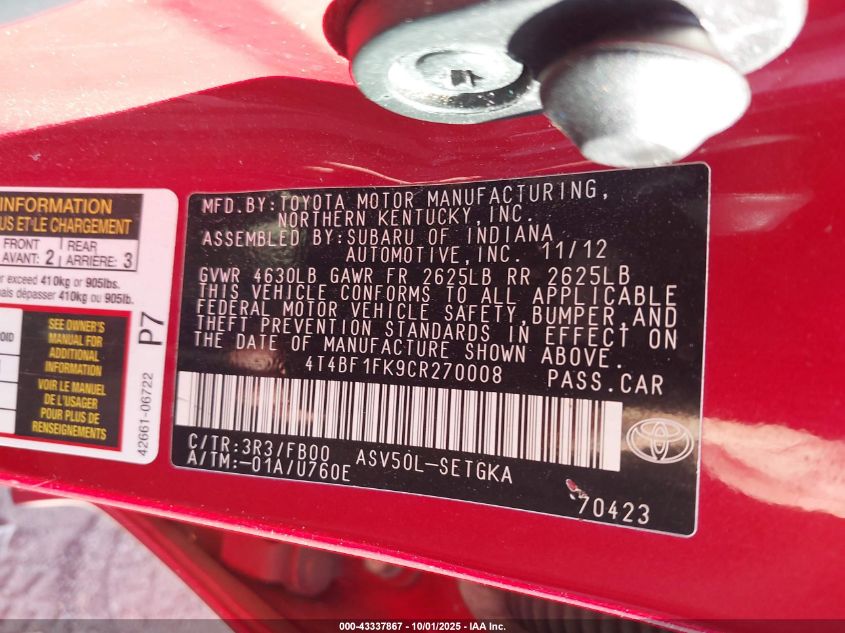 INFORMATION
US ET LE CHARGEMENT
FRONT
AVANT: 2
REAR
ARRIÈRE: 3
er exceed 410kg or 905lbs.
ais dépasser 410kg ou 905lb.
SEE OWNER'S
MANUAL FOR
ADDITIONAL
INFORMATION
VOIR LE MANUEL
DE L'USAGER
POUR PLUS DE
RENSEIGNEMENTS
P7
42661-06722
MFD.BY:TOYOTA MOTOR MANUFACTURING,
NORTHERN KENTUCKY,INC.
ASSEMBLED BY:SUBARU OF INDIANA
AUTOMOTIVE,INC. 11/12
GVWR 4630LB GAWR FR 2625LB RR 2625LB
THIS VEHICLE CONFORMS TO ALL APPLICABLE
FEDERAL MOTOR VEHICLE SAFETY,BUMPER,AND
THEFT PREVENTION STANDARDS IN EFFECT ON
THE DATE OF MANUFACTURE SHOWN ABOVE.
4T4BF1FK9CR270008 PASS.CAR
C/TR:3R3/FB00 ASV50L-SETGKA
A/TM:-01A/U760E
70423
000-43337867 - 10/01/2025 - IAA Inc.